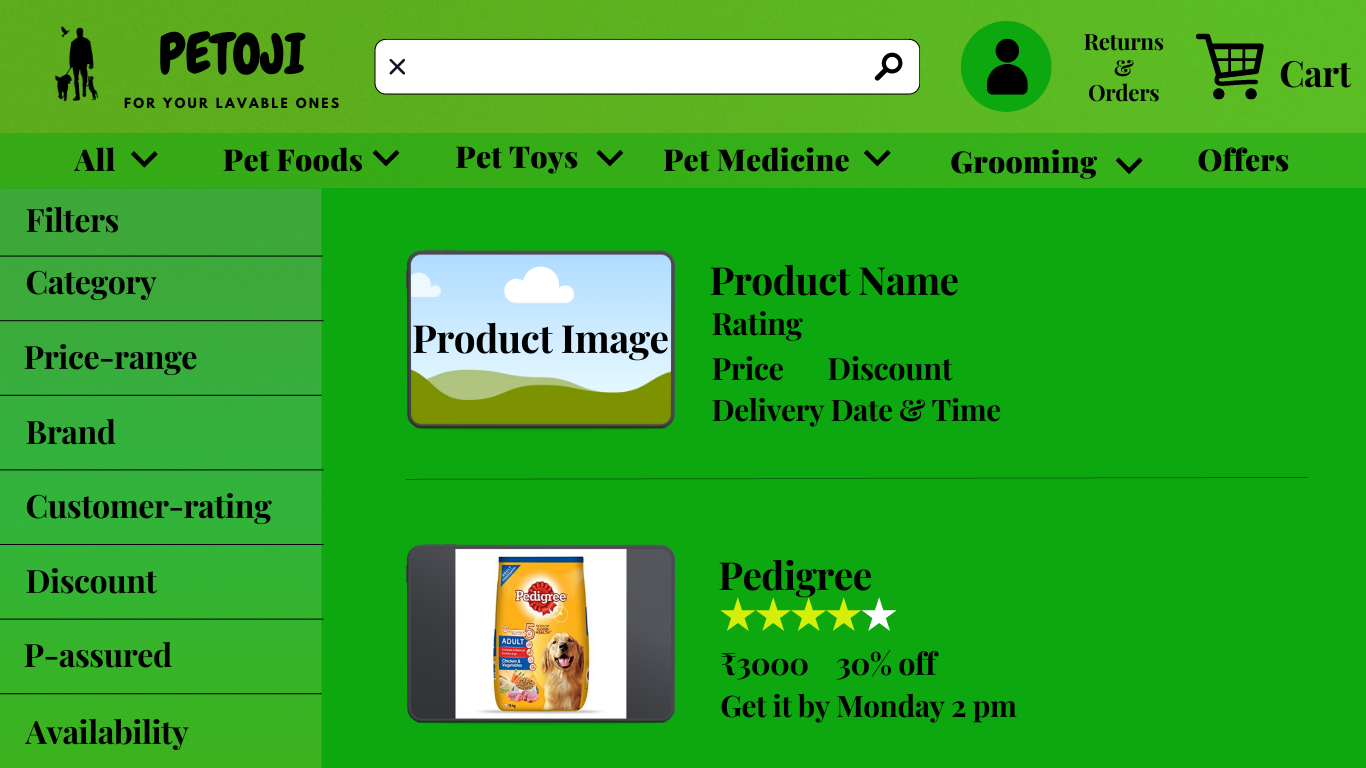 PETOJI
FOR YOUR LAVABLE ONES
Returns
&
Orders
Cart
All
Pet Foods
Pet Toys
Pet Medicine
Grooming
Offers
Filters
Category
Price-range
Brand
Customer-rating
Discount
P-assured
Availability
Product Image
Product Name
Rating
Price Discount
Delivery Date & Time
Pedigree
ADULT
Chicken &
Vegetables
Pedigree
₹3000 30% off
Get it by Monday 2 pm